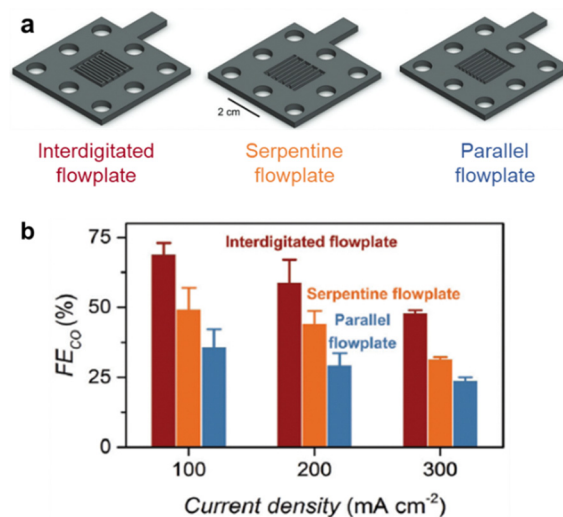 a
2 cm
Interdigitated
flowplate
Serpentine
flowplate
Parallel
flowplate
b
75
50
25
0
FE_CO (%)
Interdigitated flowplate
Serpentine flowplate
Parallel
flowplate
100
200
300
Current density (mA cm⁻²)